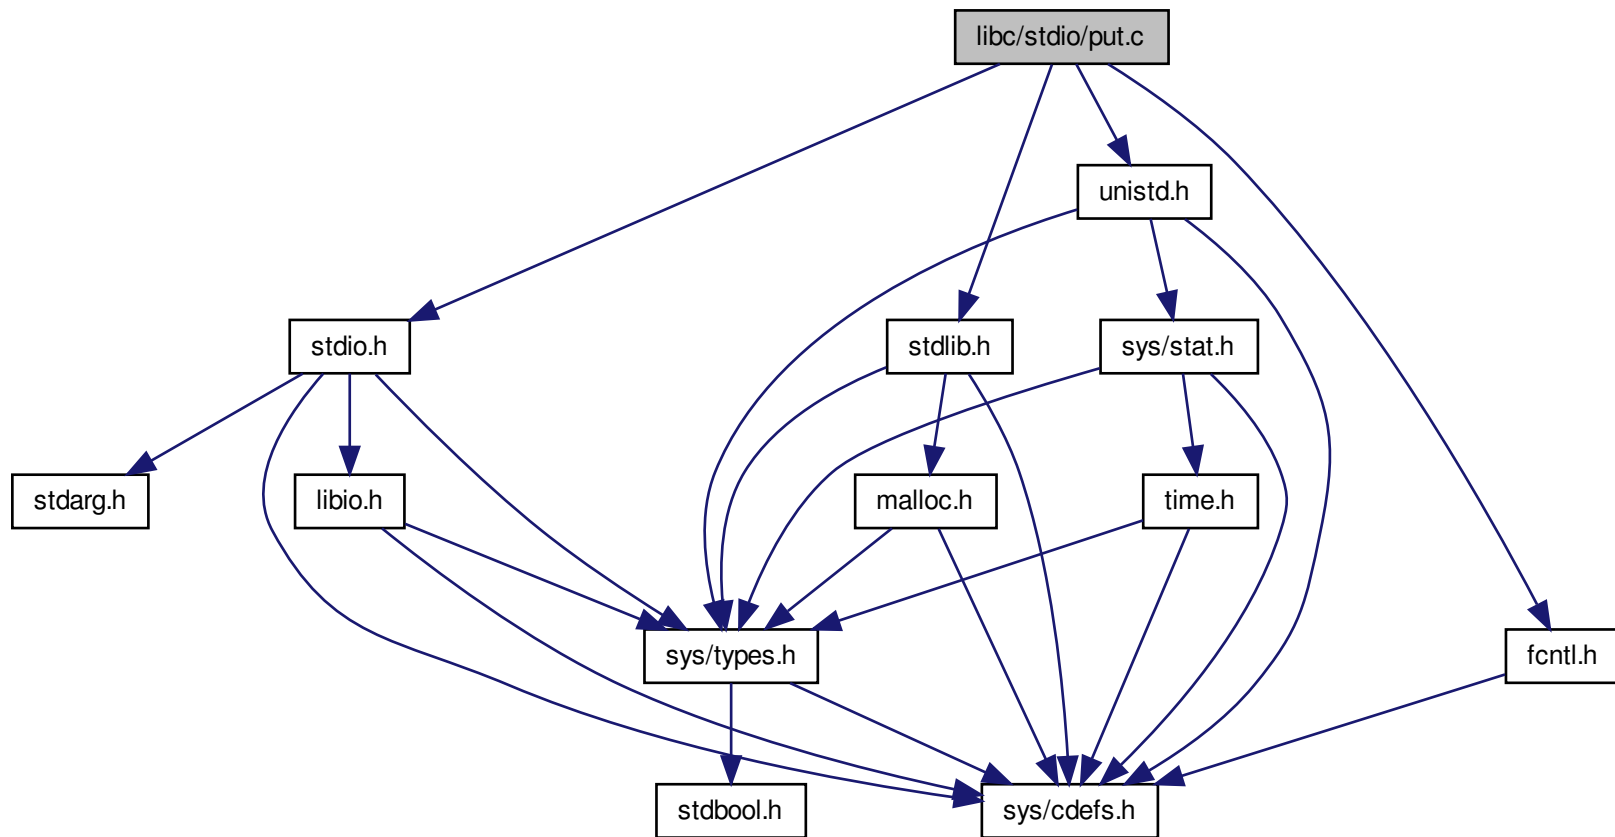 libc/stdio/put.c
unistd.h
stdio.h
stdlib.h
sys/stat.h
stdarg.h
libio.h
malloc.h
time.h
sys/types.h
fcntl.h
stdbool.h
sys/cdefs.h